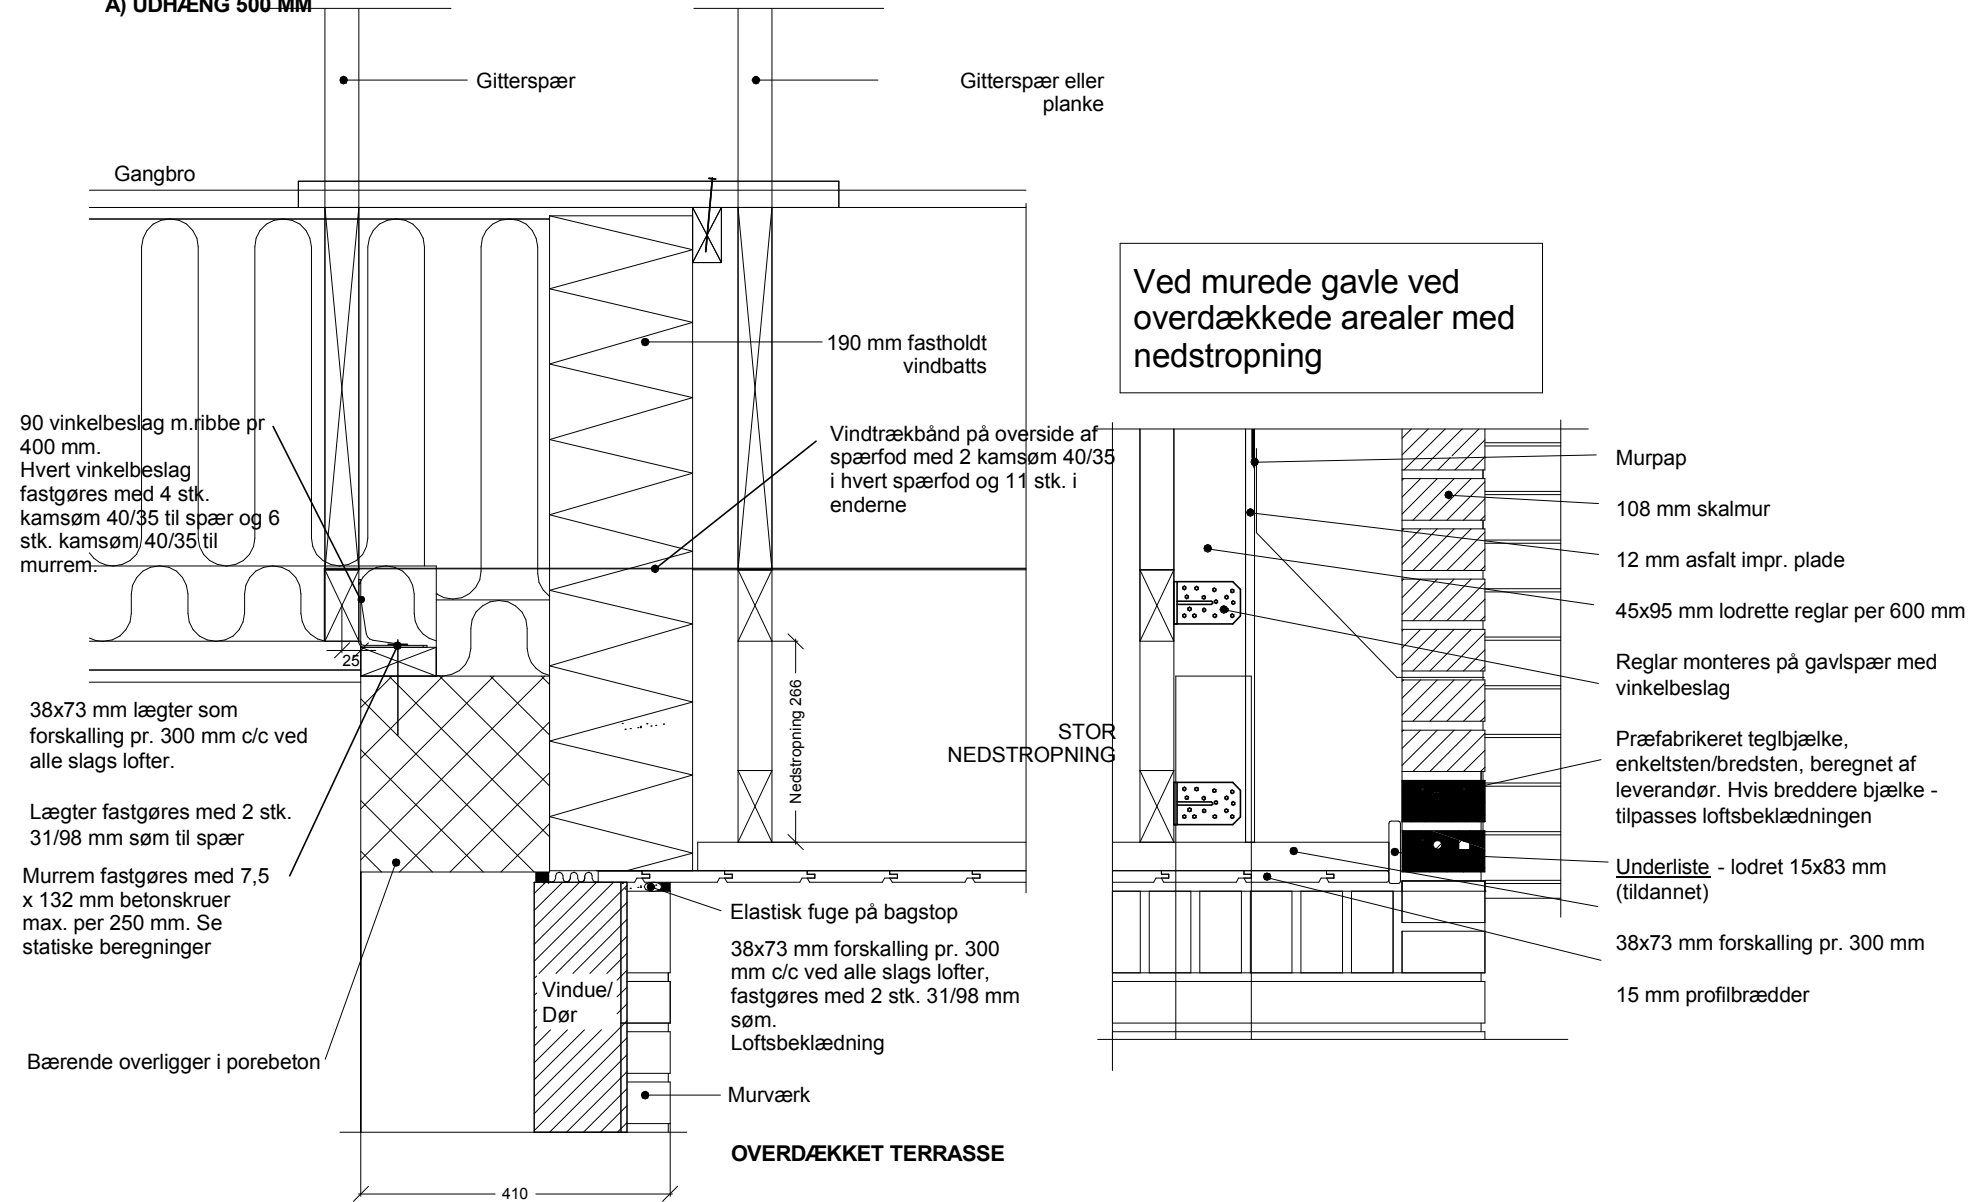 A) UDHÆNG 500 MM
Gitterspær
Gitterspær eller
planke
Gangbro
190 mm fastholdt
vindbatts
90 vinkelbeslag m.ribbe pr
400 mm.
Hvert vinkelbeslag
fastgøres med 4 stk.
kamsøm 40/35 til spær og 6
stk. kamsøm 40/35 til
murrem.
Vindtrækbånd på overside af
spærfod med 2 kamsøm 40/35
i hvert spærfod og 11 stk. i
enderne
25
38x73 mm lægter som
forskalling pr. 300 mm c/c ved
alle slags lofter.
Lægter fastgøres med 2 stk.
31/98 mm søm til spær
Murrem fastgøres med 7,5
x 132 mm betonskruer
max. per 250 mm. Se
statiske beregninger
Bærende overligger i porebeton
Nedstropning 266
STOR
NEDSTROPNING
Vindue/
Dør
Elastisk fuge på bagstop
38x73 mm forskalling pr. 300
mm c/c ved alle slags lofter,
fastgøres med 2 stk. 31/98 mm
søm.
Loftsbeklædning
Murværk
OVERDÆKKET TERRASSE
410
Ved murede gavle ved
overdækkede arealer med
nedstropning
Murpap
108 mm skalmur
12 mm asfalt impr. plade
45x95 mm lodrette reglar per 600 mm
Reglar monteres på gavlspær med
vinkelbeslag
Præfabrikeret teglbjælke,
enkeltsten/bredsten, beregnet af
leverandør. Hvis breddere bjælke -
tilpasses loftsbeklædningen
Underliste - lodret 15x83 mm
(tildannet)
38x73 mm forskalling pr. 300 mm
15 mm profilbrædder